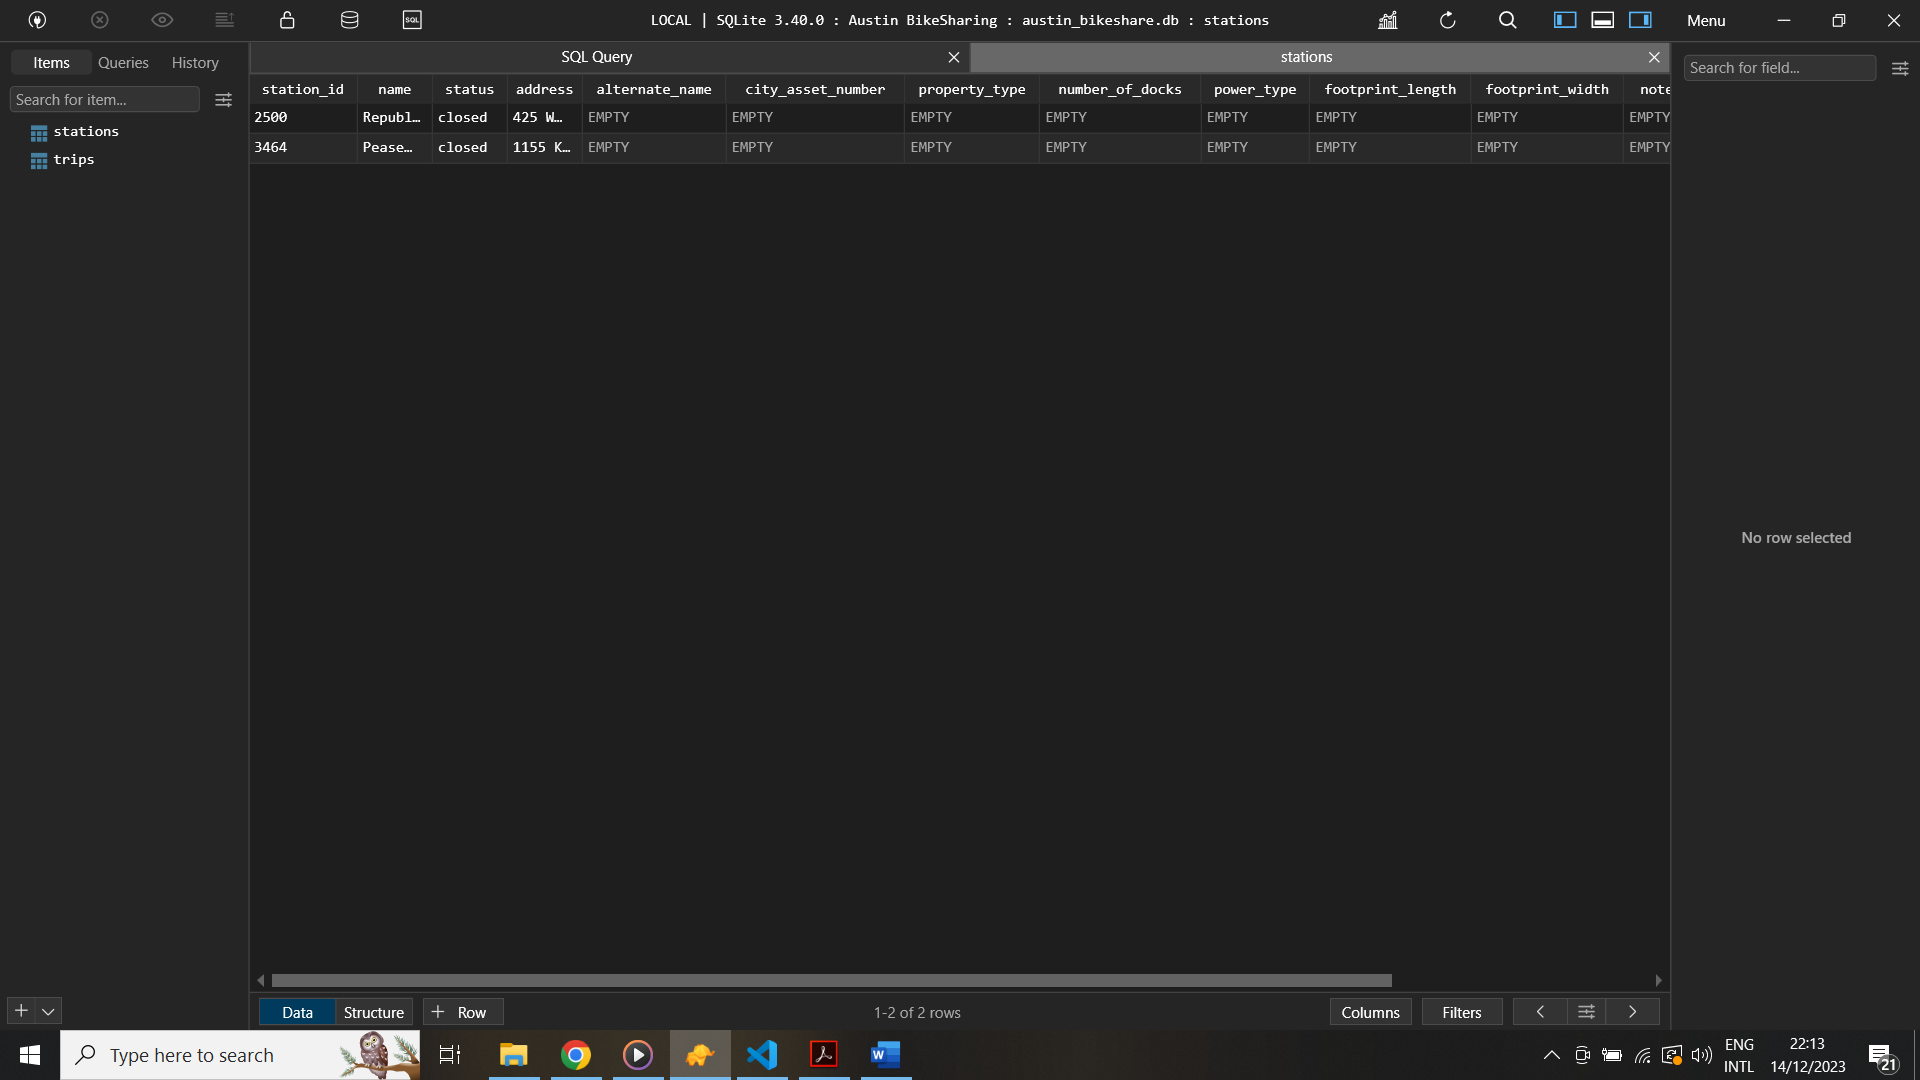 SQL
LOCAL | SQLite 3.40.0 : Austin BikeSharing : austin_bikeshare.db : stations
Menu
Items Queries History
Search for item...
stations
trips
SQL Query
stations
station_id name status address alternate_name city_asset_number property_type number_of_docks power_type footprint_length footprint_width note
2500 Republ… closed 425 W… EMPTY EMPTY EMPTY EMPTY EMPTY EMPTY EMPTY EMPTY
3464 Pease… closed 1155 K… EMPTY EMPTY EMPTY EMPTY EMPTY EMPTY EMPTY EMPTY
Search for field...
No row selected
Data Structure + Row
1-2 of 2 rows
Columns Filters
Type here to search
ENG
INTL
22:13
14/12/2023
21